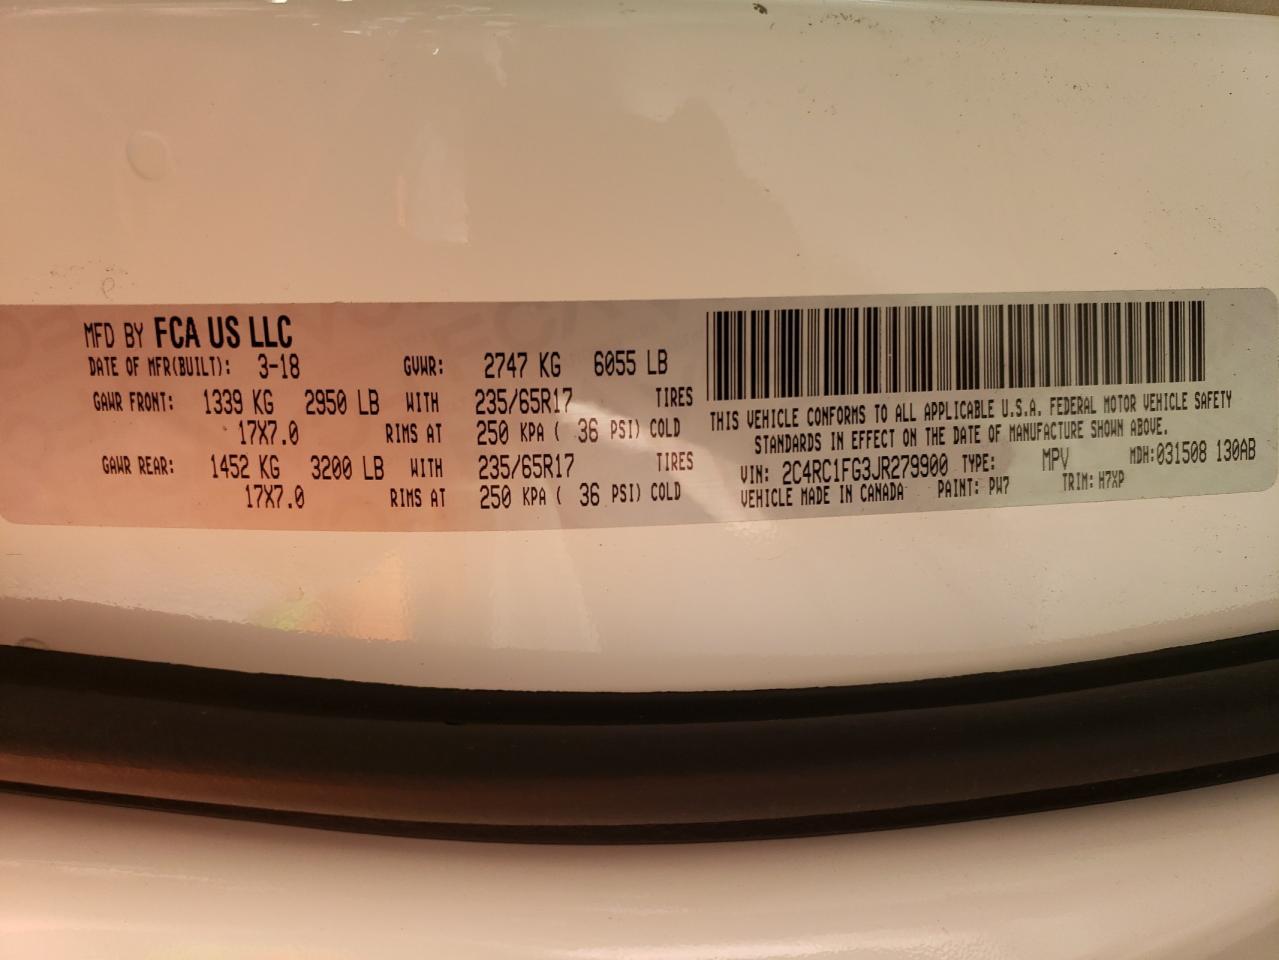 MFD BY FCA US LLC
DATE OF MFR(BUILT): 3-18 GVWR: 2747 KG 6055 LB
GAWR FRONT: 1339 KG 2950 LB WITH 235/65R17 TIRES
17X7.0 RIMS AT 250 KPA ( 36 PSI) COLD
GAWR REAR: 1452 KG 3200 LB WITH 235/65R17 TIRES
17X7.0 RIMS AT 250 KPA ( 36 PSI) COLD
THIS VEHICLE CONFORMS TO ALL APPLICABLE U.S.A. FEDERAL MOTOR VEHICLE SAFETY
STANDARDS IN EFFECT ON THE DATE OF MANUFACTURE SHOWN ABOVE.
VIN: 2C4RC1FG3JR279900 TYPE: MPV MDH:031508 130AB
VEHICLE MADE IN CANADA PAINT: PW7 TRIM: H7XP